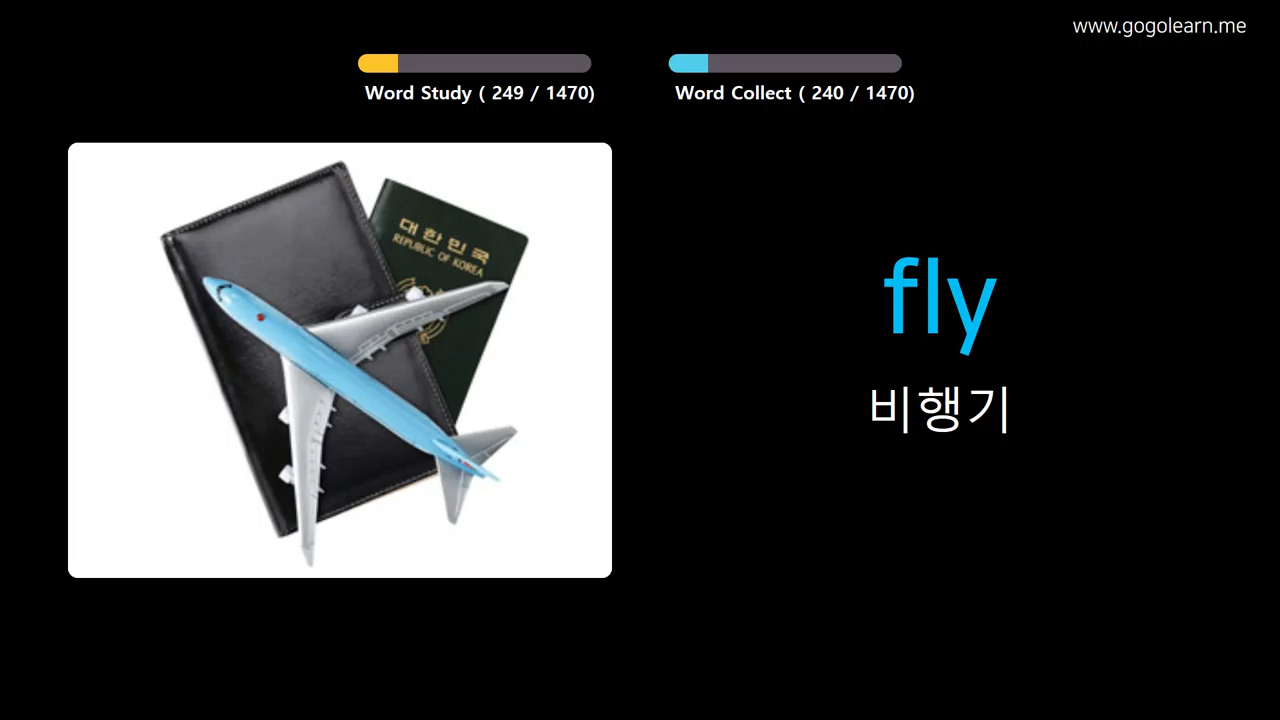 www.gogolearn.me
Word Study ( 249 / 1470)
Word Collect ( 240 / 1470)
대한민국
REPUBLIC OF KOREA
fly
비행기